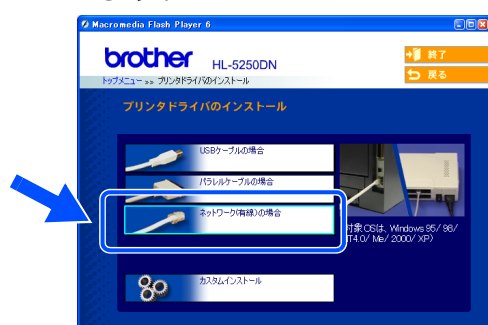 Macromedia Flash Player 6
brother HL-5250DN
終了
戻る
トップメニュー >> プリンタドライバのインストール
プリンタドライバのインストール
USBケーブルの場合
パラレルケーブルの場合
ネットワーク(有線)の場合
対象OSは、Windows 95/ 98/
NT4.0/ Me/ 2000/ XP)
カスタムインストール